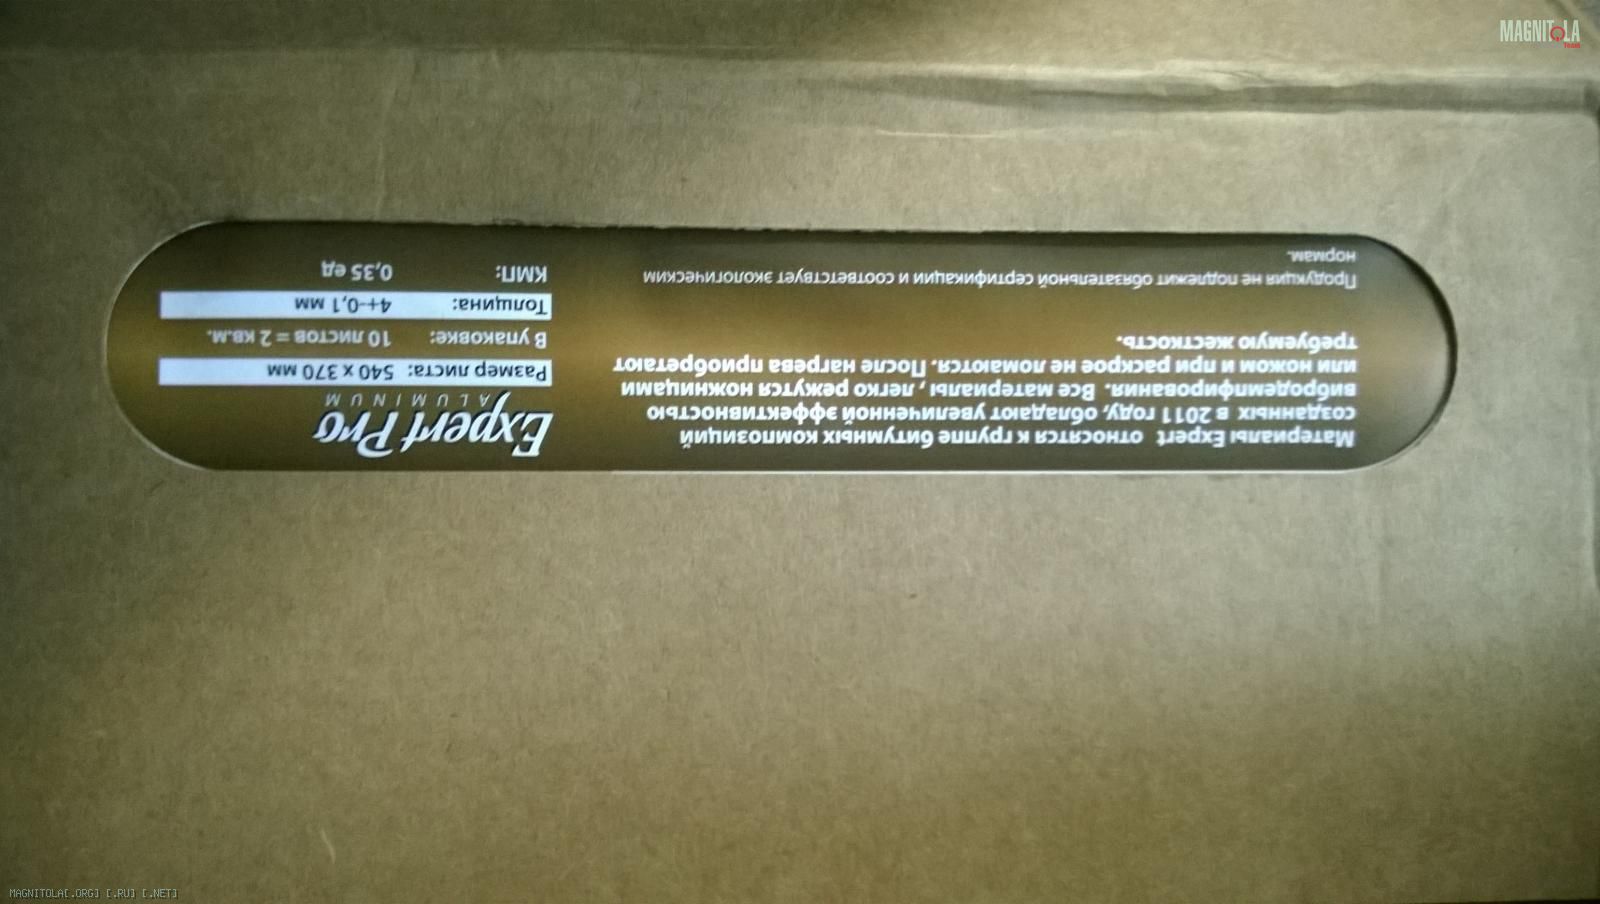 Материалы Expert относятся к группе битумных композиций
созданных в 2011 году, обладают увеличенной эффективностью
вибродемпфирования. Все материалы , легко режутся ножницами
или ножом и при раскрое не ломаются. После нагрева приобретают
требуемую жесткость.
Продукция не подлежит обязательной сертификации и соответствует экологическим
нормам.
Expert Pro
ALUMINUM
Размер листа: 540 x 370 мм
В упаковке: 10 листов = 2 кв.м.
Толщина: 4+-0,1 мм
КМП: 0,35 ед
MAGNITOLA
Team
MAGNITOLA[.ORG] [.RU] [.NET]